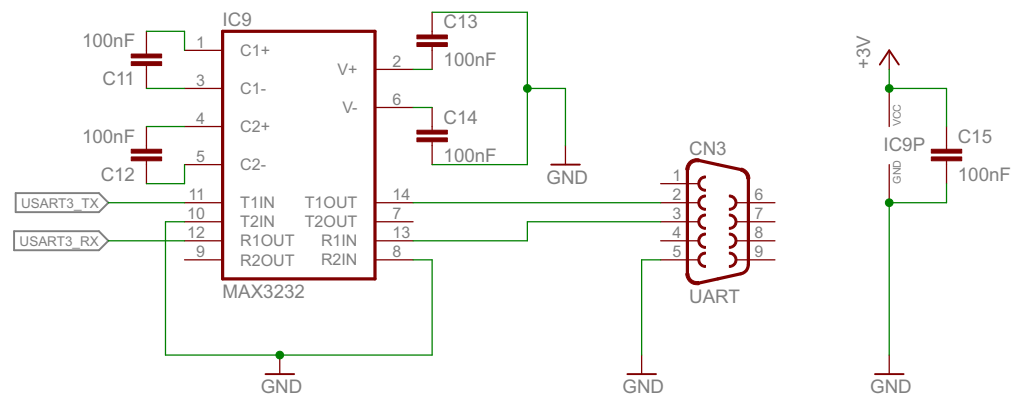 IC9
100nF
C11
1
3
C1+
C1-
100nF
C12
4
5
C2+
C2-
V+
V-
2
6
C13
100nF
C14
100nF
GND
USART3_TX
USART3_RX
11
10
12
9
T1IN
T2IN
R1OUT
R2OUT
T1OUT
T2OUT
R1IN
R2IN
14
7
13
8
MAX3232
GND
CN3
1
2
3
4
5
6
7
8
9
UART
GND
+3V
VCC
IC9P
GND
C15
100nF
GND